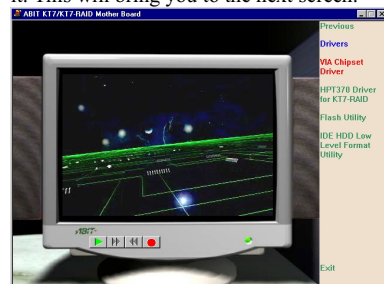 it. This will bring you to the next screen.
ABIT KT7/KT7-RAID Mother Board
Previous
Drivers
VIA Chipset
Driver
HPT370 Driver
for KT7-RAID
Flash Utility
IDE HDD Low
Level Format
Utility
ABIT
Exit